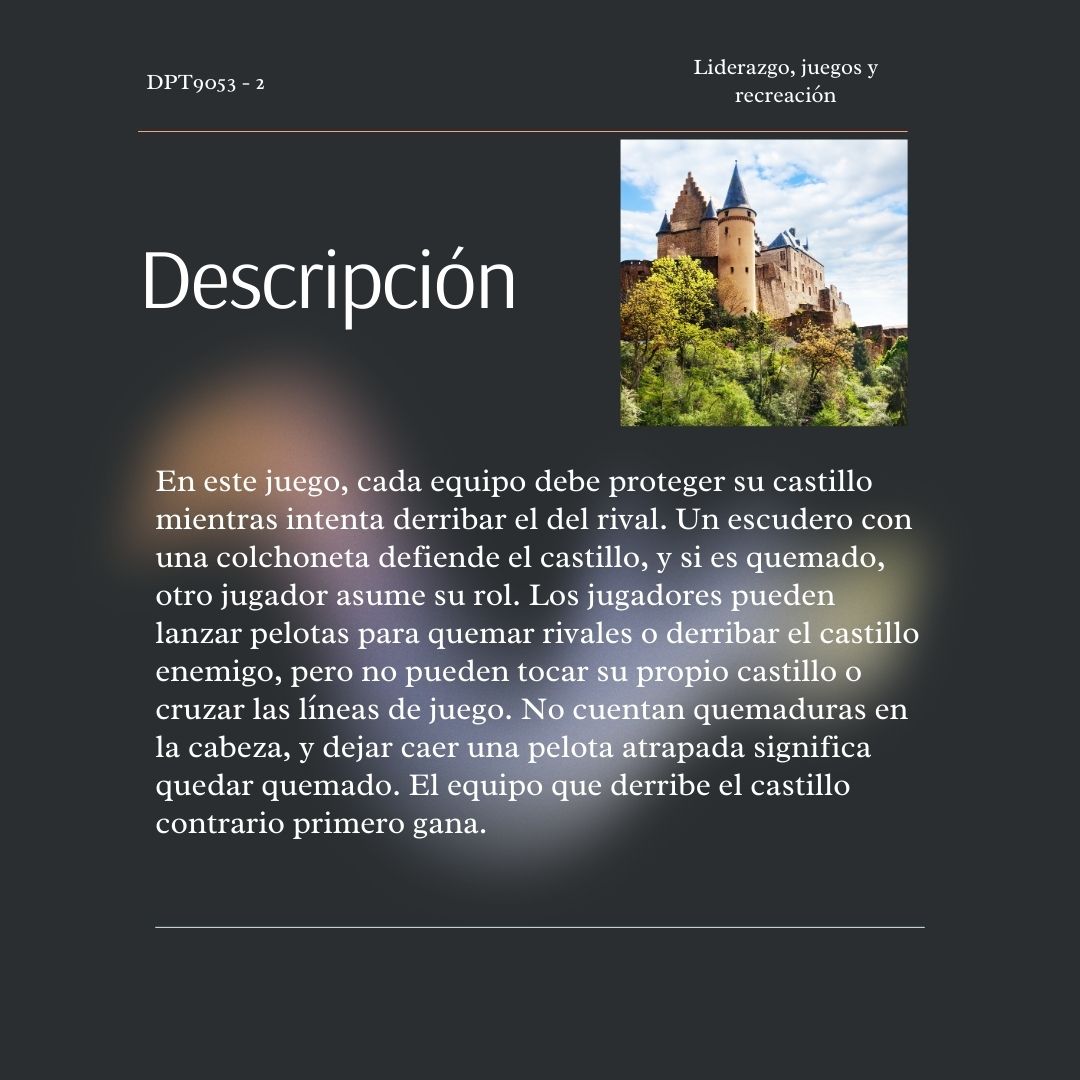 DPT9053 - 2
Liderazgo, juegos y
recreación
Descripción
En este juego, cada equipo debe proteger su castillo
mientras intenta derribar el del rival. Un escudero con
una colchoneta defiende el castillo, y si es quemado,
otro jugador asume su rol. Los jugadores pueden
lanzar pelotas para quemar rivales o derribar el castillo
enemigo, pero no pueden tocar su propio castillo o
cruzar las líneas de juego. No cuentan quemaduras en
la cabeza, y dejar caer una pelota atrapada significa
quedar quemado. El equipo que derribe el castillo
contrario primero gana.